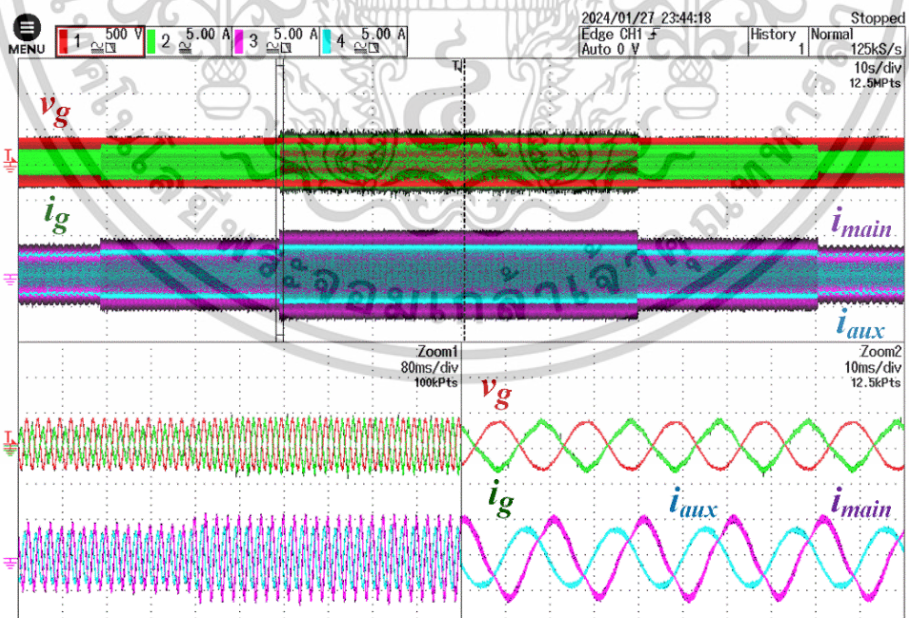 2024/01/27 23:44:18
Stopped
MENU
1 500 V
2 5.00 A
3 5.00 A
4 5.00 A
Edge CH1
Auto 0 V
History
1
Normal
125kS/s
10s/div
12.5MPts
T
vg
ig
imain
iaux
Zoom1
80ms/div
100kPts
Zoom2
10ms/div
12.5kPts
vg
ig
iaux
imain